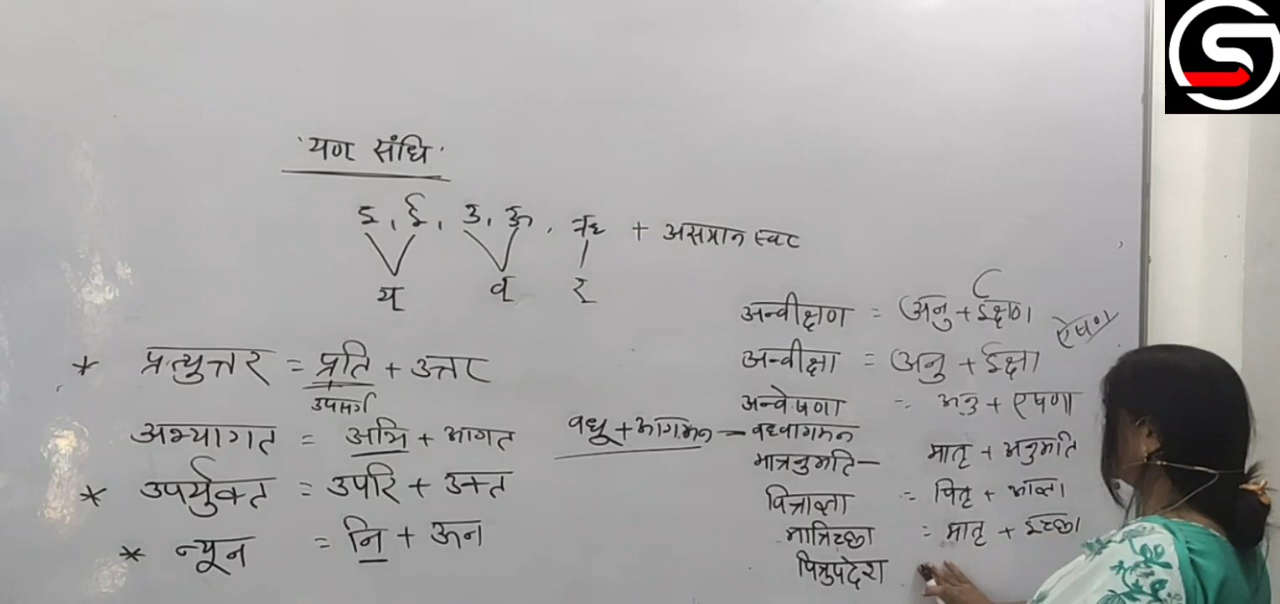 'यण संधि'
इ, ई, उ, ऊ, ऋ + असमान स्वर
य् व् र्
* प्रत्युत्तर = प्रति + उत्तर
उपसर्ग
अभ्यागत = अभि + आगत
* उपर्युक्त = उपरि + उक्त
* न्यून = नि + ऊन
वधू + आगमन = वध्वागमन
अन्वीक्षण = अनु + ईक्षण
ऐषण
अन्वीक्षा = अनु + ईक्षा
अन्वेषणा = अनु + एषणा
मात्रनुमति - मातृ + अनुमति
पित्राज्ञा = पितृ + आज्ञा
मात्रिच्छा = मातृ + इच्छा
पित्रुपदेश